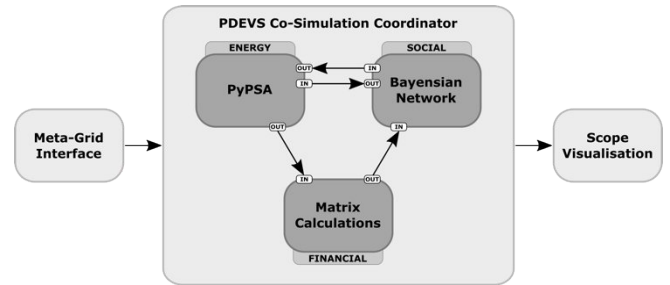 PDEVS Co-Simulation Coordinator
ENERGY
SOCIAL
PyPSA
OUT
IN
IN
OUT
Bayensian
Network
OUT
IN
Meta-Grid
Interface
Scope
Visualisation
IN
OUT
Matrix
Calculations
FINANCIAL